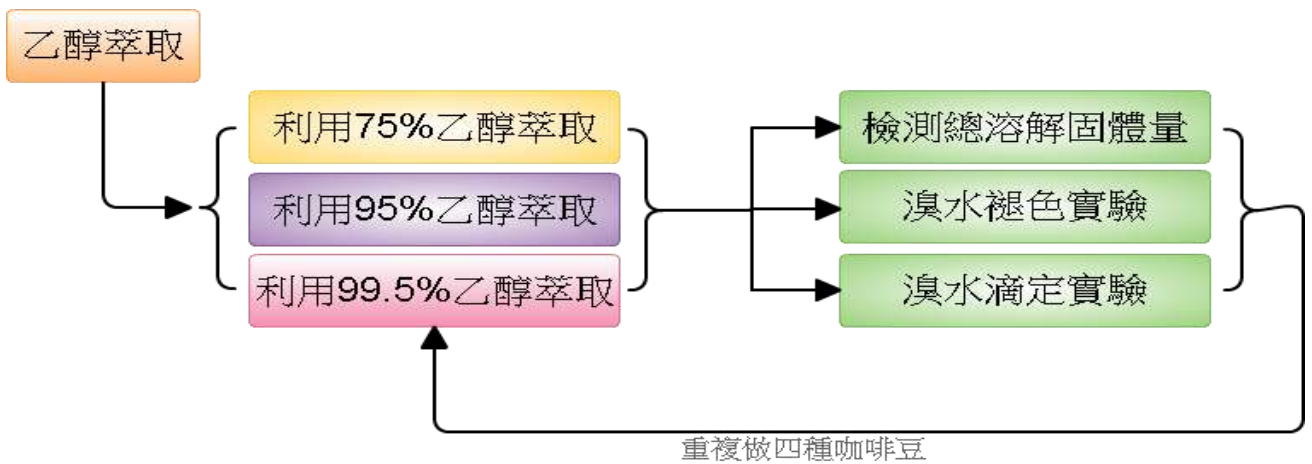 乙醇萃取
利用75%乙醇萃取
利用95%乙醇萃取
利用99.5%乙醇萃取
檢測總溶解固體量
溴水褪色實驗
溴水滴定實驗
重複做四種咖啡豆